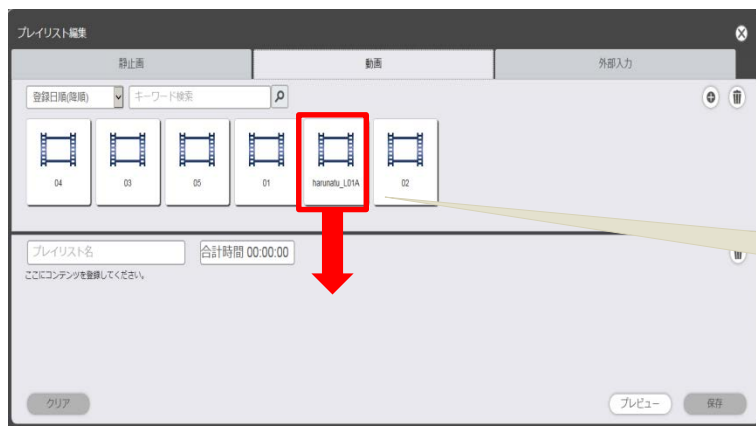 プレイリスト編集
静止画 動画 外部入力
登録日順(降順) キーワード検索
04 03 05 01 harunatu_L01A 02
プレイリスト名 合計時間 00:00:00
ここにコンテンツを登録してください。
クリア プレビュー 保存